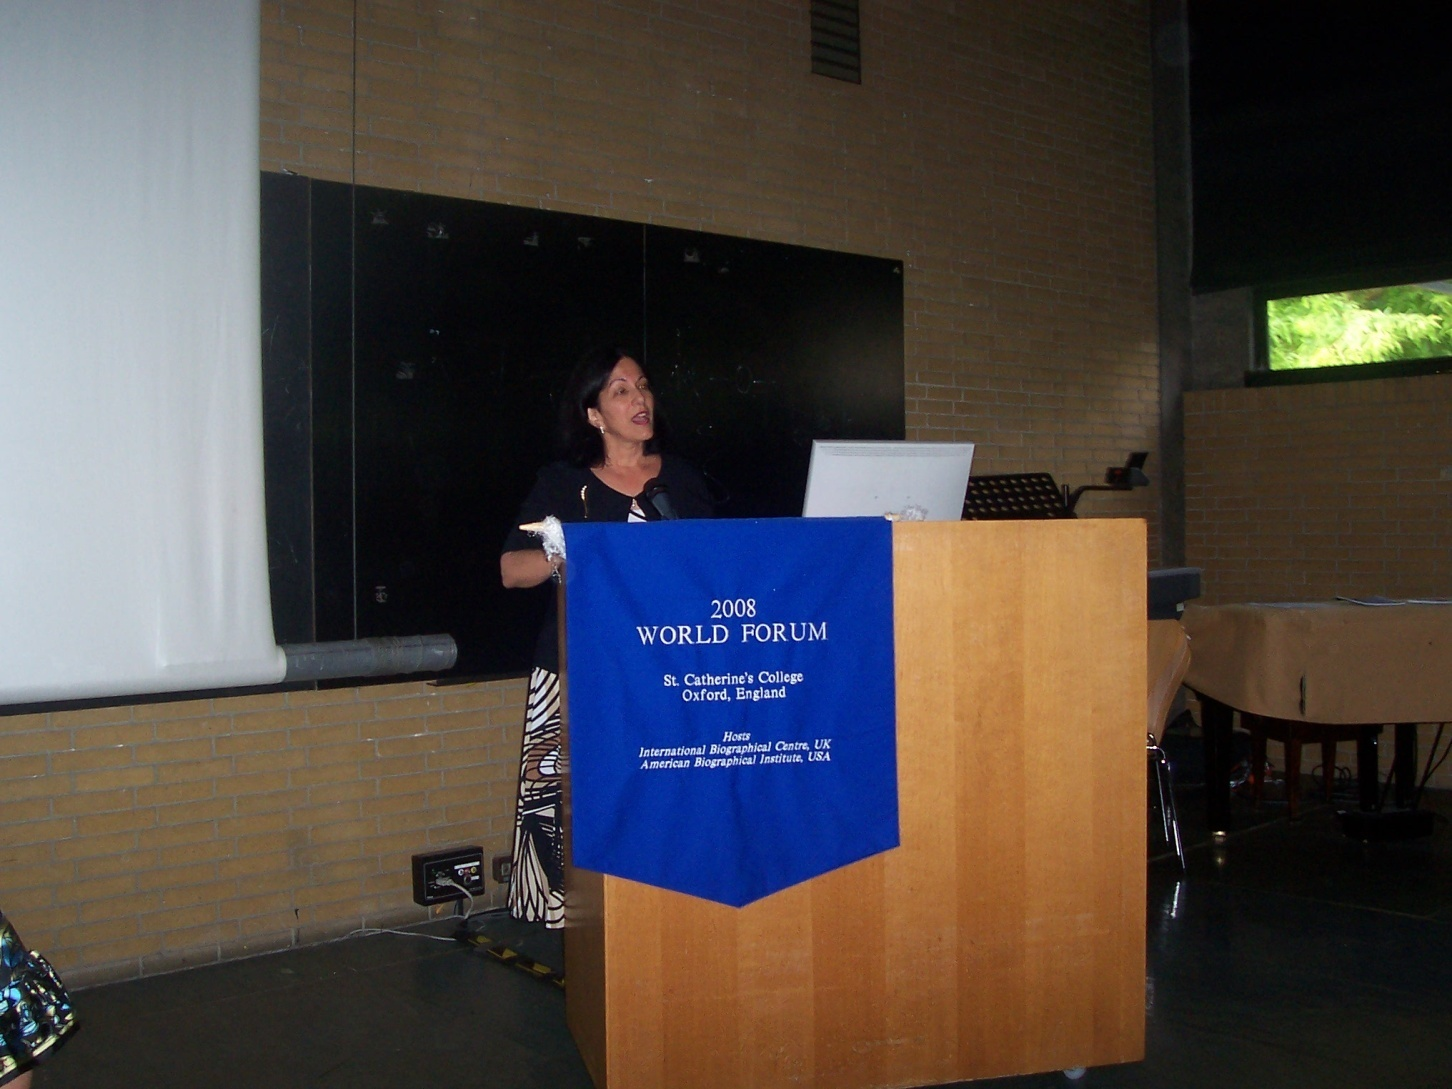 2008
WORLD FORUM
St. Catherine's College
Oxford, England
Hosts
International Biographical Centre, UK
American Biographical Institute, USA